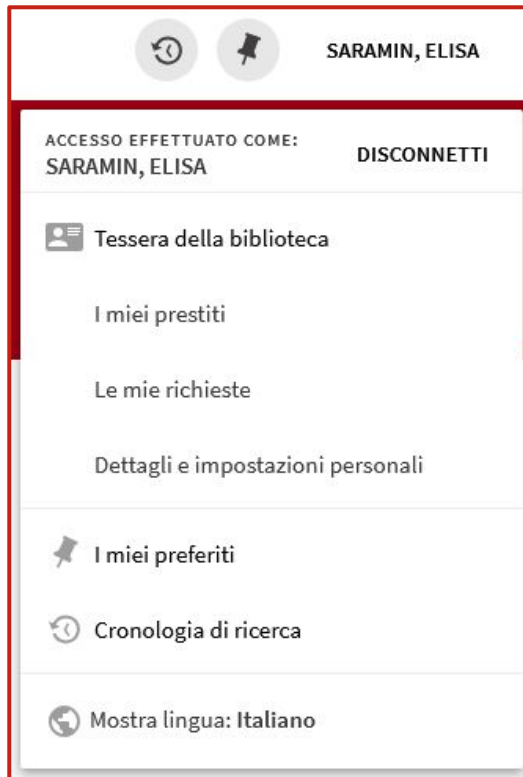 SARAMIN, ELISA
ACCESSO EFFETTUATO COME:
SARAMIN, ELISA
DISCONNETTI
Tessera della biblioteca
I miei prestiti
Le mie richieste
Dettagli e impostazioni personali
I miei preferiti
Cronologia di ricerca
Mostra lingua: Italiano